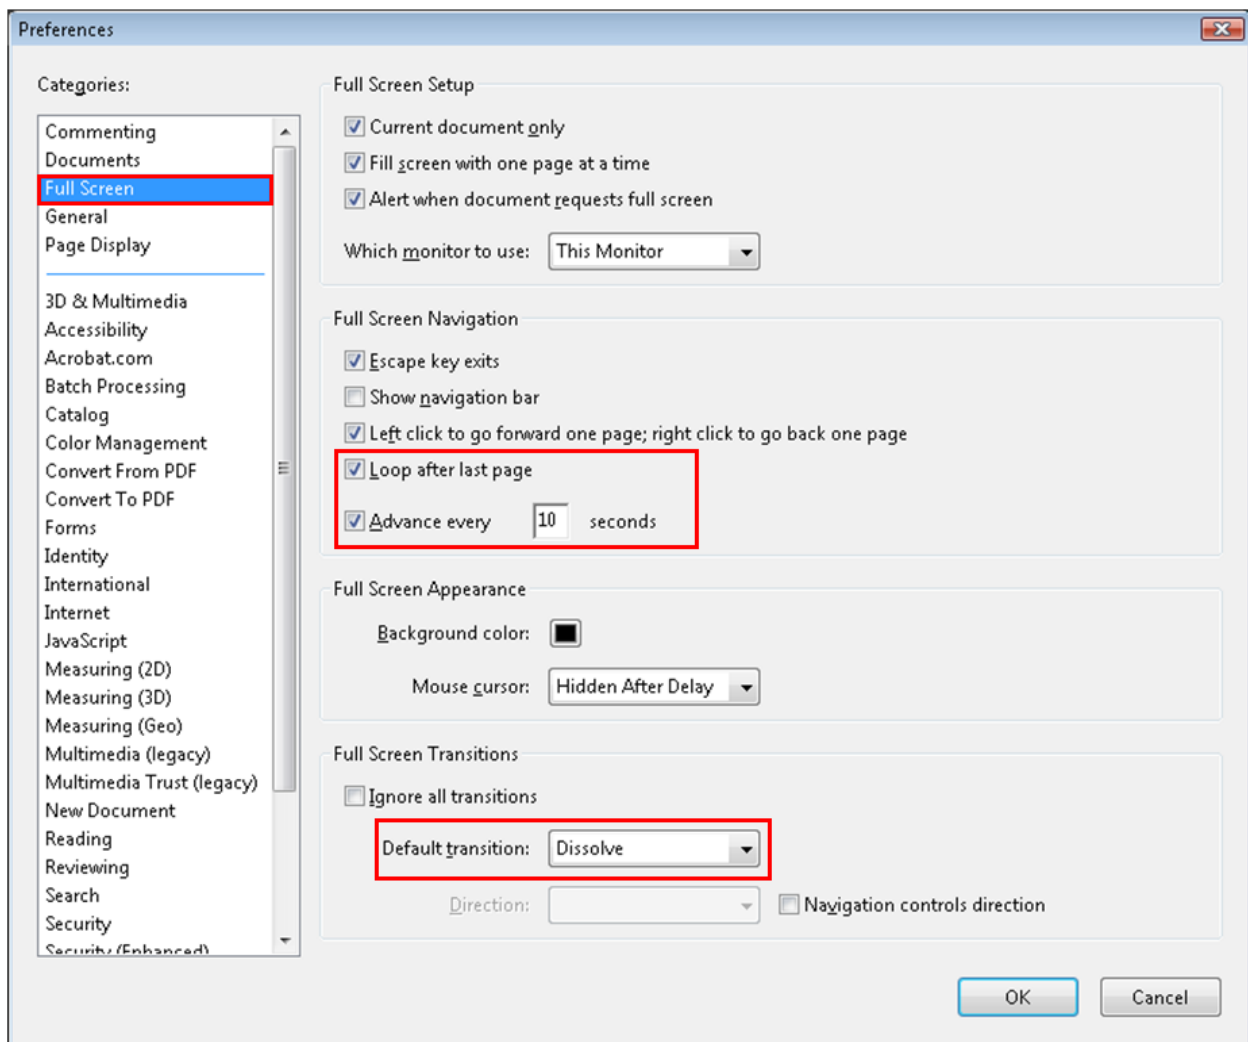 Preferences
Categories:
Commenting
Documents
Full Screen
General
Page Display
3D & Multimedia
Accessibility
Acrobat.com
Batch Processing
Catalog
Color Management
Convert From PDF
Convert To PDF
Forms
Identity
International
Internet
JavaScript
Measuring (2D)
Measuring (3D)
Measuring (Geo)
Multimedia (legacy)
Multimedia Trust (legacy)
New Document
Reading
Reviewing
Search
Security
Security (Enhanced)
Full Screen Setup
Current document only
Fill screen with one page at a time
Alert when document requests full screen
Which monitor to use: This Monitor
Full Screen Navigation
Escape key exits
Show navigation bar
Left click to go forward one page; right click to go back one page
Loop after last page
Advance every 10 seconds
Full Screen Appearance
Background color:
Mouse cursor: Hidden After Delay
Full Screen Transitions
Ignore all transitions
Default transition: Dissolve
Direction: Navigation controls direction
OK Cancel